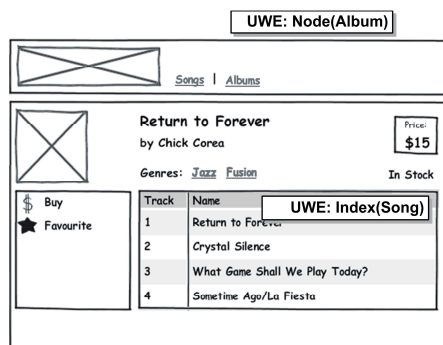 UWE: Node(Album)
Songs | Albums
Return to Forever
by Chick Corea
Price:
$15
Genres: Jazz Fusion
In Stock
$ Buy
Favourite
Track Name
UWE: Index(Song)
1 Return to Forever
2 Crystal Silence
3 What Game Shall We Play Today?
4 Sometime Ago/La Fiesta